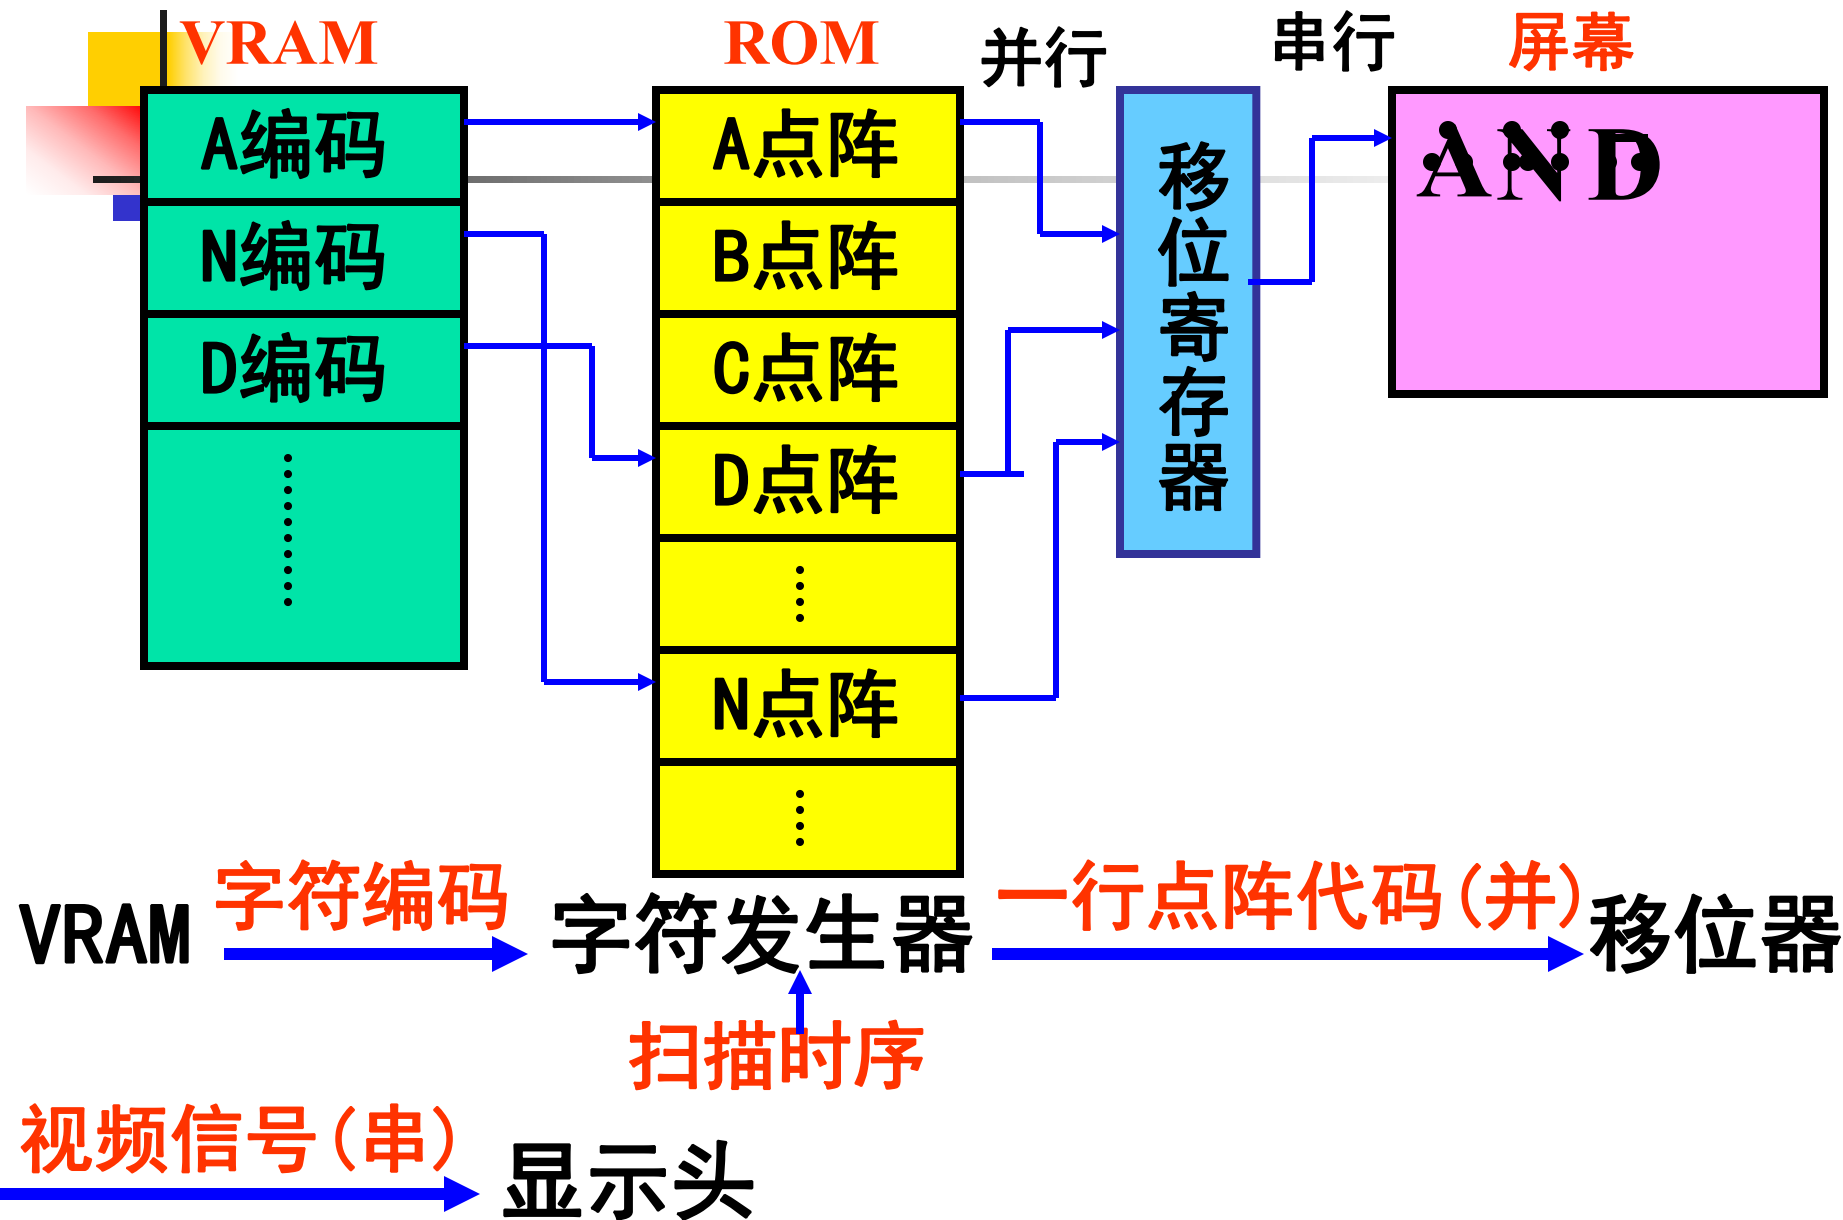 VRAM
ROM
并行
串行
屏幕
A编码
N编码
D编码
A点阵
B点阵
C点阵
D点阵
N点阵
移位寄存器
AND
VRAM
字符编码
字符发生器
一行点阵代码(并)
移位器
扫描时序
视频信号(串)
显示头